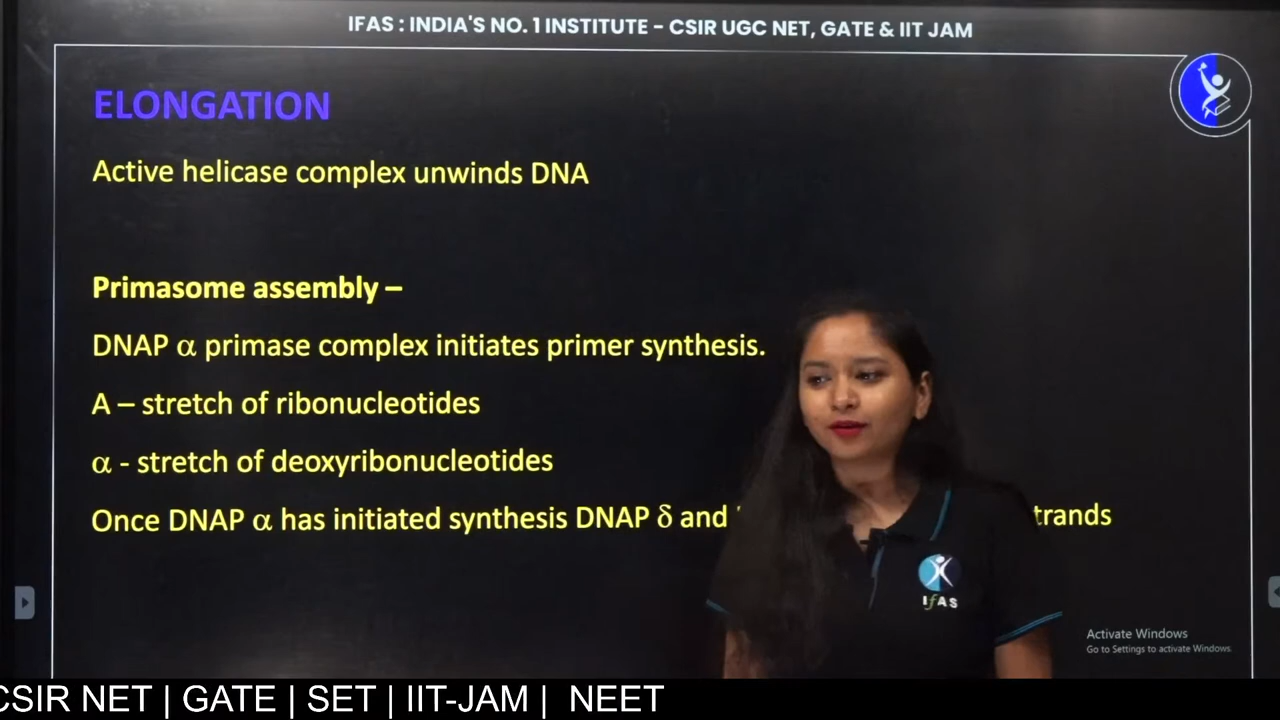 IFAS : INDIA'S NO. 1 INSTITUTE – CSIR UGC NET, GATE & IIT JAM
ELONGATION
Active helicase complex unwinds DNA
Primasome assembly –
DNAP α primase complex initiates primer synthesis.
A – stretch of ribonucleotides
α - stretch of deoxyribonucleotides
Once DNAP α has initiated synthesis DNAP δ and trands
IfAS
Activate Windows
Go to Settings to activate Windows.
CSIR NET | GATE | SET | IIT-JAM | NEET